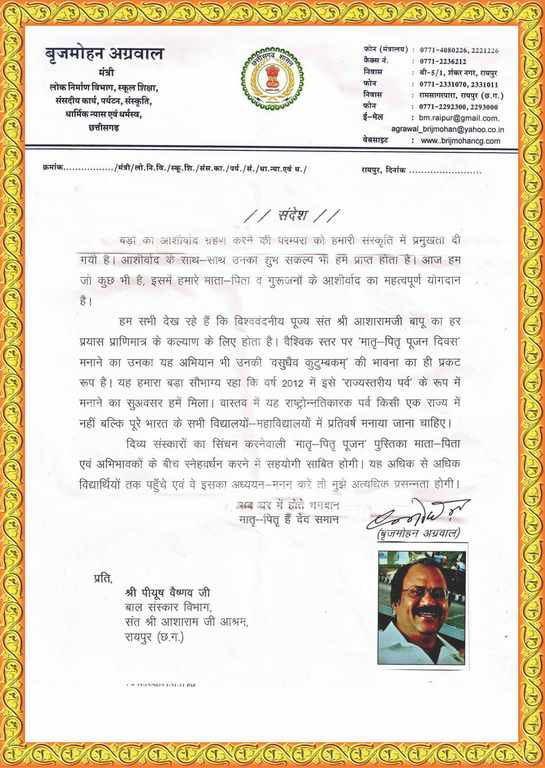 बृजमोहन अग्रवाल
मंत्री
लोक निर्माण विभाग, स्कूल शिक्षा,
संसदीय कार्य, पर्यटन, संस्कृति,
धार्मिक न्यास एवं धर्मस्व,
छत्तीसगढ़
फोन (मंत्रालय) : 0771-4080226, 2221226
फैक्स नं. : 0771-2236212
निवास : बी-5/1, शंकर नगर, रायपुर
फोन : 0771-2331070, 2331011
निवास : रामसागरपारा, रायपुर (छ.ग.)
फोन : 0771-2292300, 2293000
ई-मेल : bm.raipur@gmail.com.
agrawal_brijmohan@yahoo.co.in
वेबसाइट : www.brijmohancg.com
क्रमांक................./मंत्री/लो.नि.वि./स्कू.शि./संस.का./पर्य./सं./धा.न्या.एवं ध./
रायपुर, दिनांक ........................
// संदेश //
बड़ों का आशीर्वाद ग्रहण करने की परम्परा को हमारी संस्कृति में प्रमुखता दी
गयी है। आशीर्वाद के साथ-साथ उनका शुभ संकल्प भी हमें प्राप्त होता है। आज हम
जो कुछ भी हैं, इसमें हमारे माता-पिता व गुरूजनों के आशीर्वाद का महत्वपूर्ण योगदान
है।
हम सभी देख रहे हैं कि विश्ववंदनीय पूज्य संत श्री आशारामजी बापू का हर
प्रयास प्राणिमात्र के कल्याण के लिए होता है। वैश्विक स्तर पर 'मातृ-पितृ पूजन दिवस'
मनाने का उनका यह अभियान भी उनकी 'वसुधैव कुटुम्बकम्' की भावना का ही प्रकट
रूप है। यह हमारा बड़ा सौभाग्य रहा कि वर्ष 2012 में इसे 'राज्यस्तरीय पर्व' के रूप में
मनाने का सुअवसर हमें मिला। वास्तव में यह राष्ट्रोन्नतिकारक पर्व किसी एक राज्य में
नहीं बल्कि पूरे भारत के सभी विद्यालयों-महाविद्यालयों में प्रतिवर्ष मनाया जाना चाहिए।
दिव्य संस्कारों का सिंचन करनेवाली 'मातृ-पितृ पूजन' पुस्तिका माता-पिता
एवं अभिभावकों के बीच स्नेहवर्धन करने में सहयोगी साबित होगी। यह अधिक से अधिक
विद्यार्थियों तक पहुँचे एवं वे इसका अध्ययन-मनन करें तो मुझे अत्यधिक प्रसन्नता होगी।
घर में होते भगवान
मातृ-पितृ हैं देव समान
(बृजमोहन अग्रवाल)
प्रति,
श्री पीयूष वैष्णव जी
बाल संस्कार विभाग,
संत श्री आशाराम जी आश्रम,
रायपुर (छ.ग.)